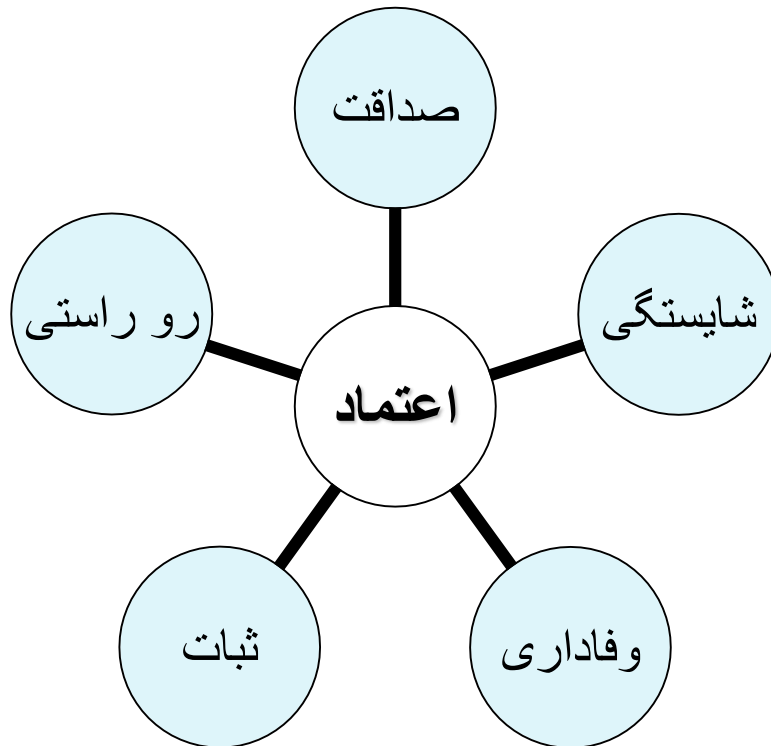 صداقت
شایستگی
رو راستی
اعتماد
وفاداری
ثبات